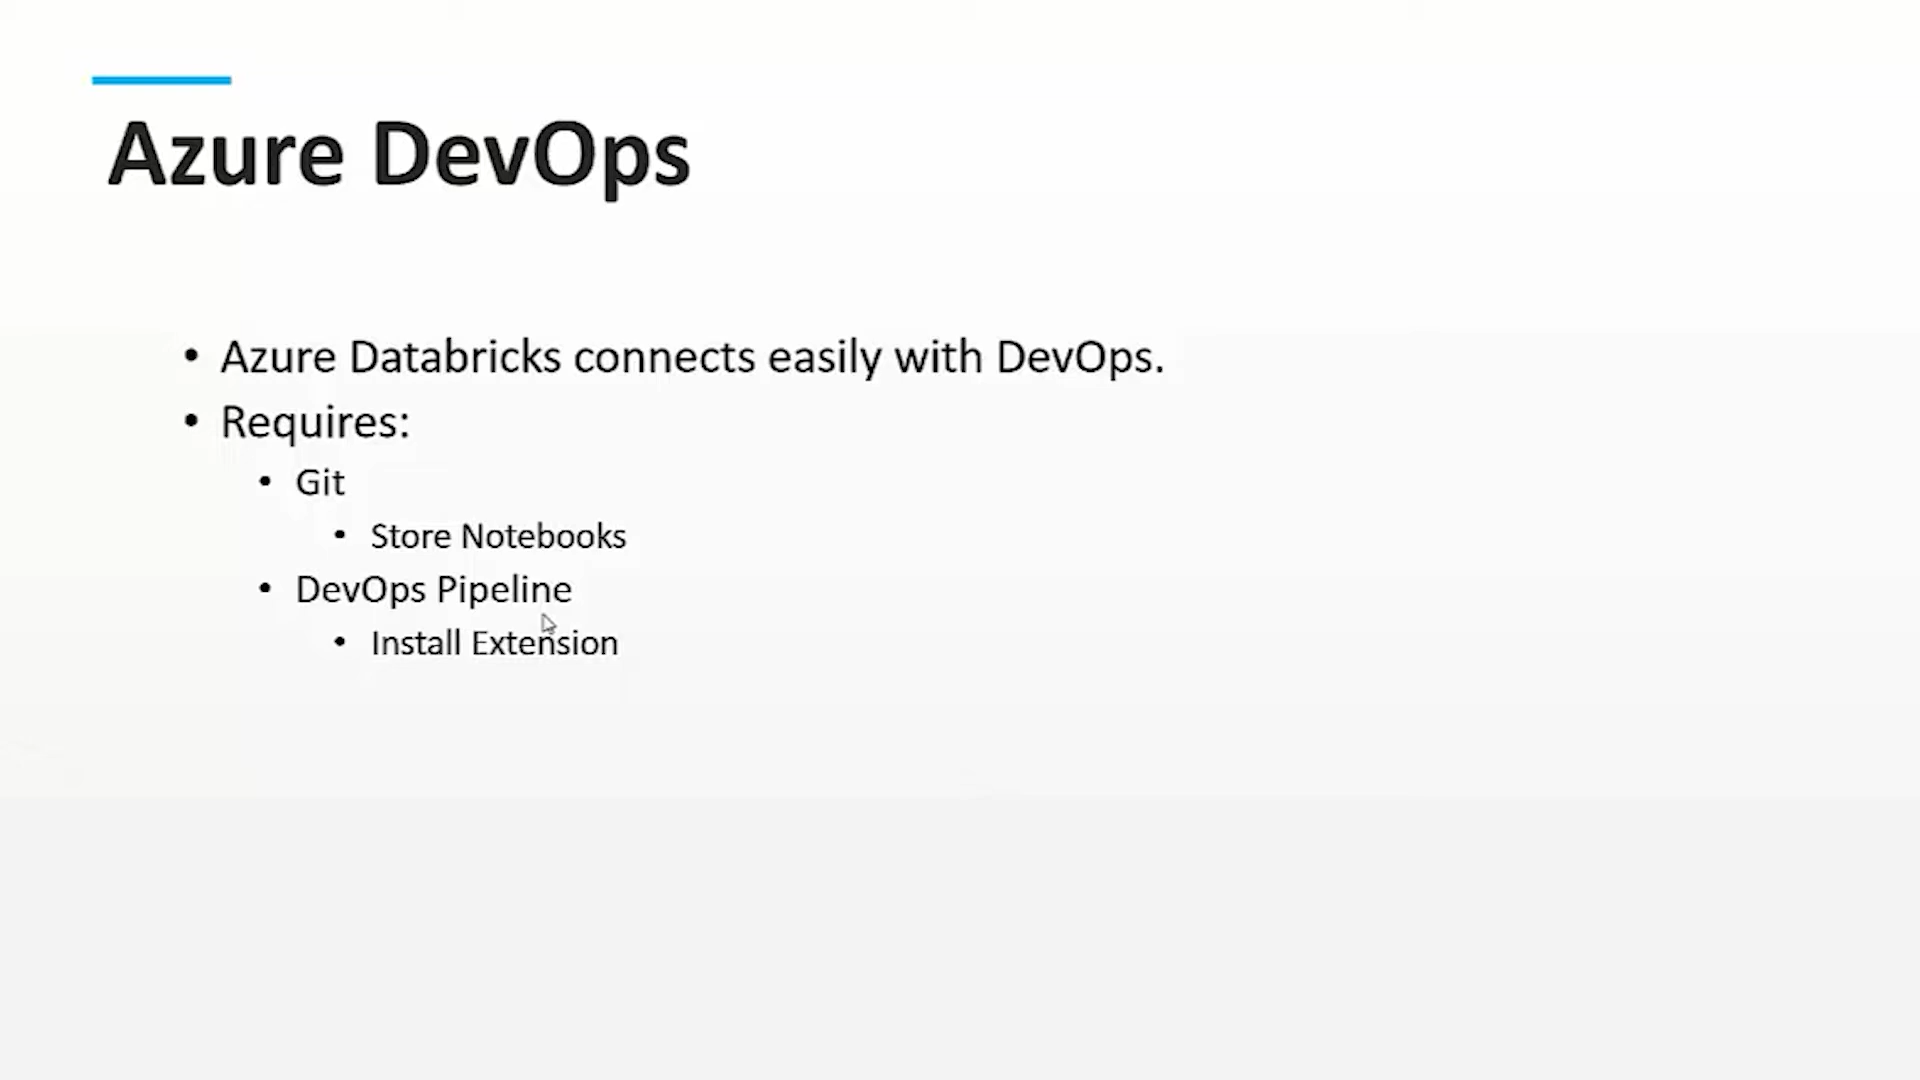 Azure DevOps
• Azure Databricks connects easily with DevOps.
• Requires:
• Git
• Store Notebooks
• DevOps Pipeline
• Install Extension